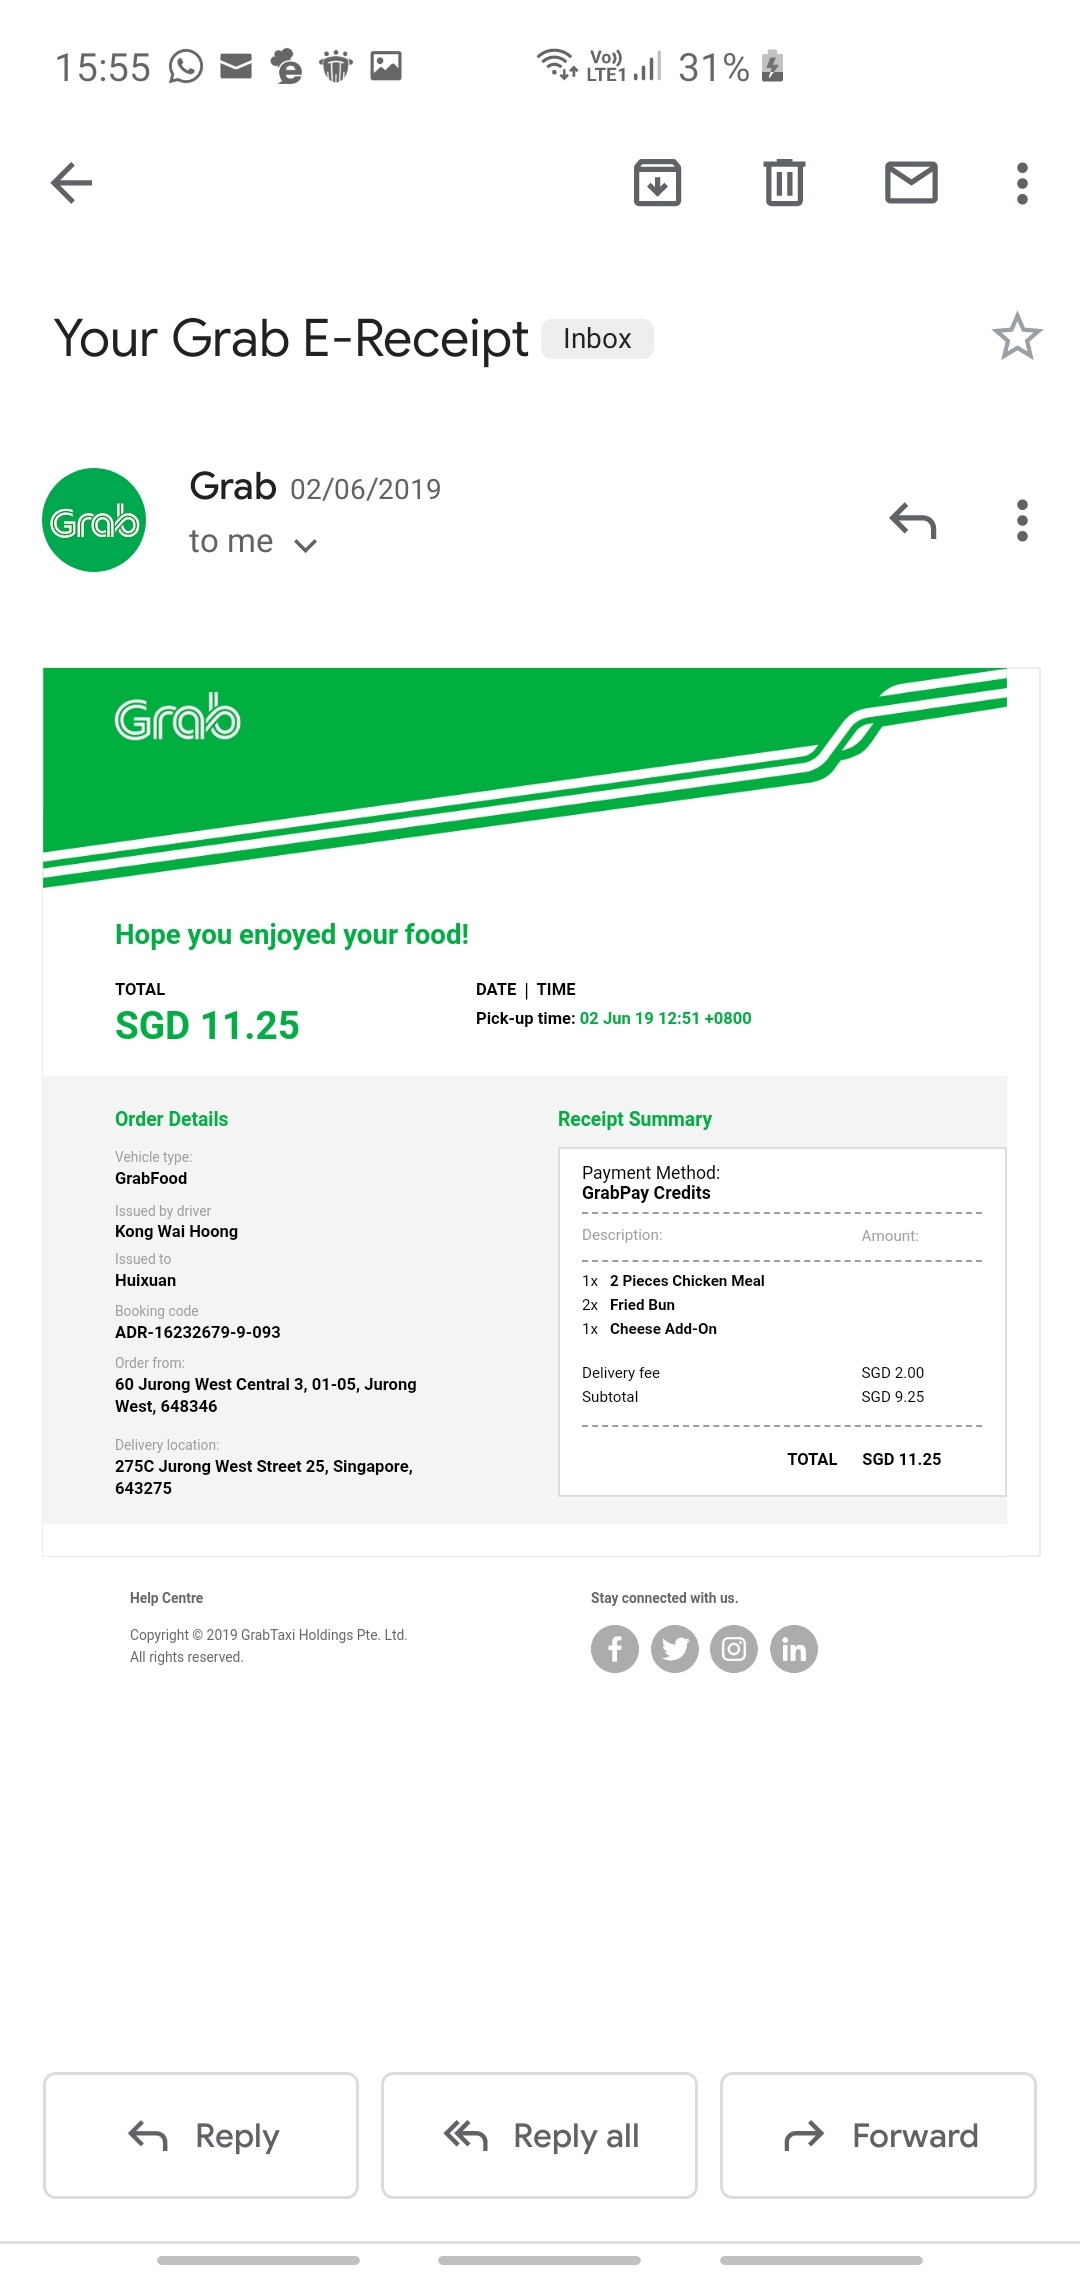 15:55 Vo)) LTE1 31%
Your Grab E-Receipt Inbox
Grab
Grab 02/06/2019
to me
Grab
Hope you enjoyed your food!
TOTAL
SGD 11.25
DATE | TIME
Pick-up time: 02 Jun 19 12:51 +0800
Order Details
Vehicle type:
GrabFood
Issued by driver
Kong Wai Hoong
Issued to
Huixuan
Booking code
ADR-16232679-9-093
Order from:
60 Jurong West Central 3, 01-05, Jurong
West, 648346
Delivery location:
275C Jurong West Street 25, Singapore,
643275
Receipt Summary
Payment Method:
GrabPay Credits
Description: Amount:
1x 2 Pieces Chicken Meal
2x Fried Bun
1x Cheese Add-On
Delivery fee SGD 2.00
Subtotal SGD 9.25
TOTAL SGD 11.25
Help Centre
Copyright © 2019 GrabTaxi Holdings Pte. Ltd.
All rights reserved.
Stay connected with us.
Reply
Reply all
Forward